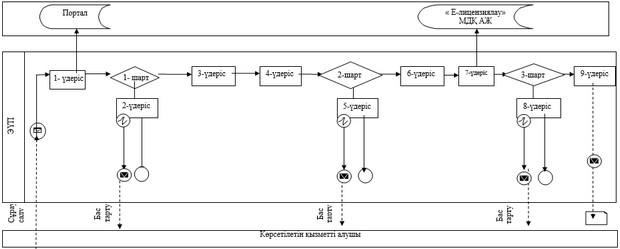 Портал
« Е-лицензиялау»
МДҚ АЖ
ЭҮП
1- үдеріс
1- шарт
2-үдеріс
3-үдеріс
4-үдеріс
2-шарт
5-үдеріс
6-үдеріс
7-үдеріс
3-шарт
8-үдеріс
9-үдеріс
Сұрау
салу
Бас
тарту
Бас
тарту
Бас
тарту
Көрсетілетін қызметті алушы